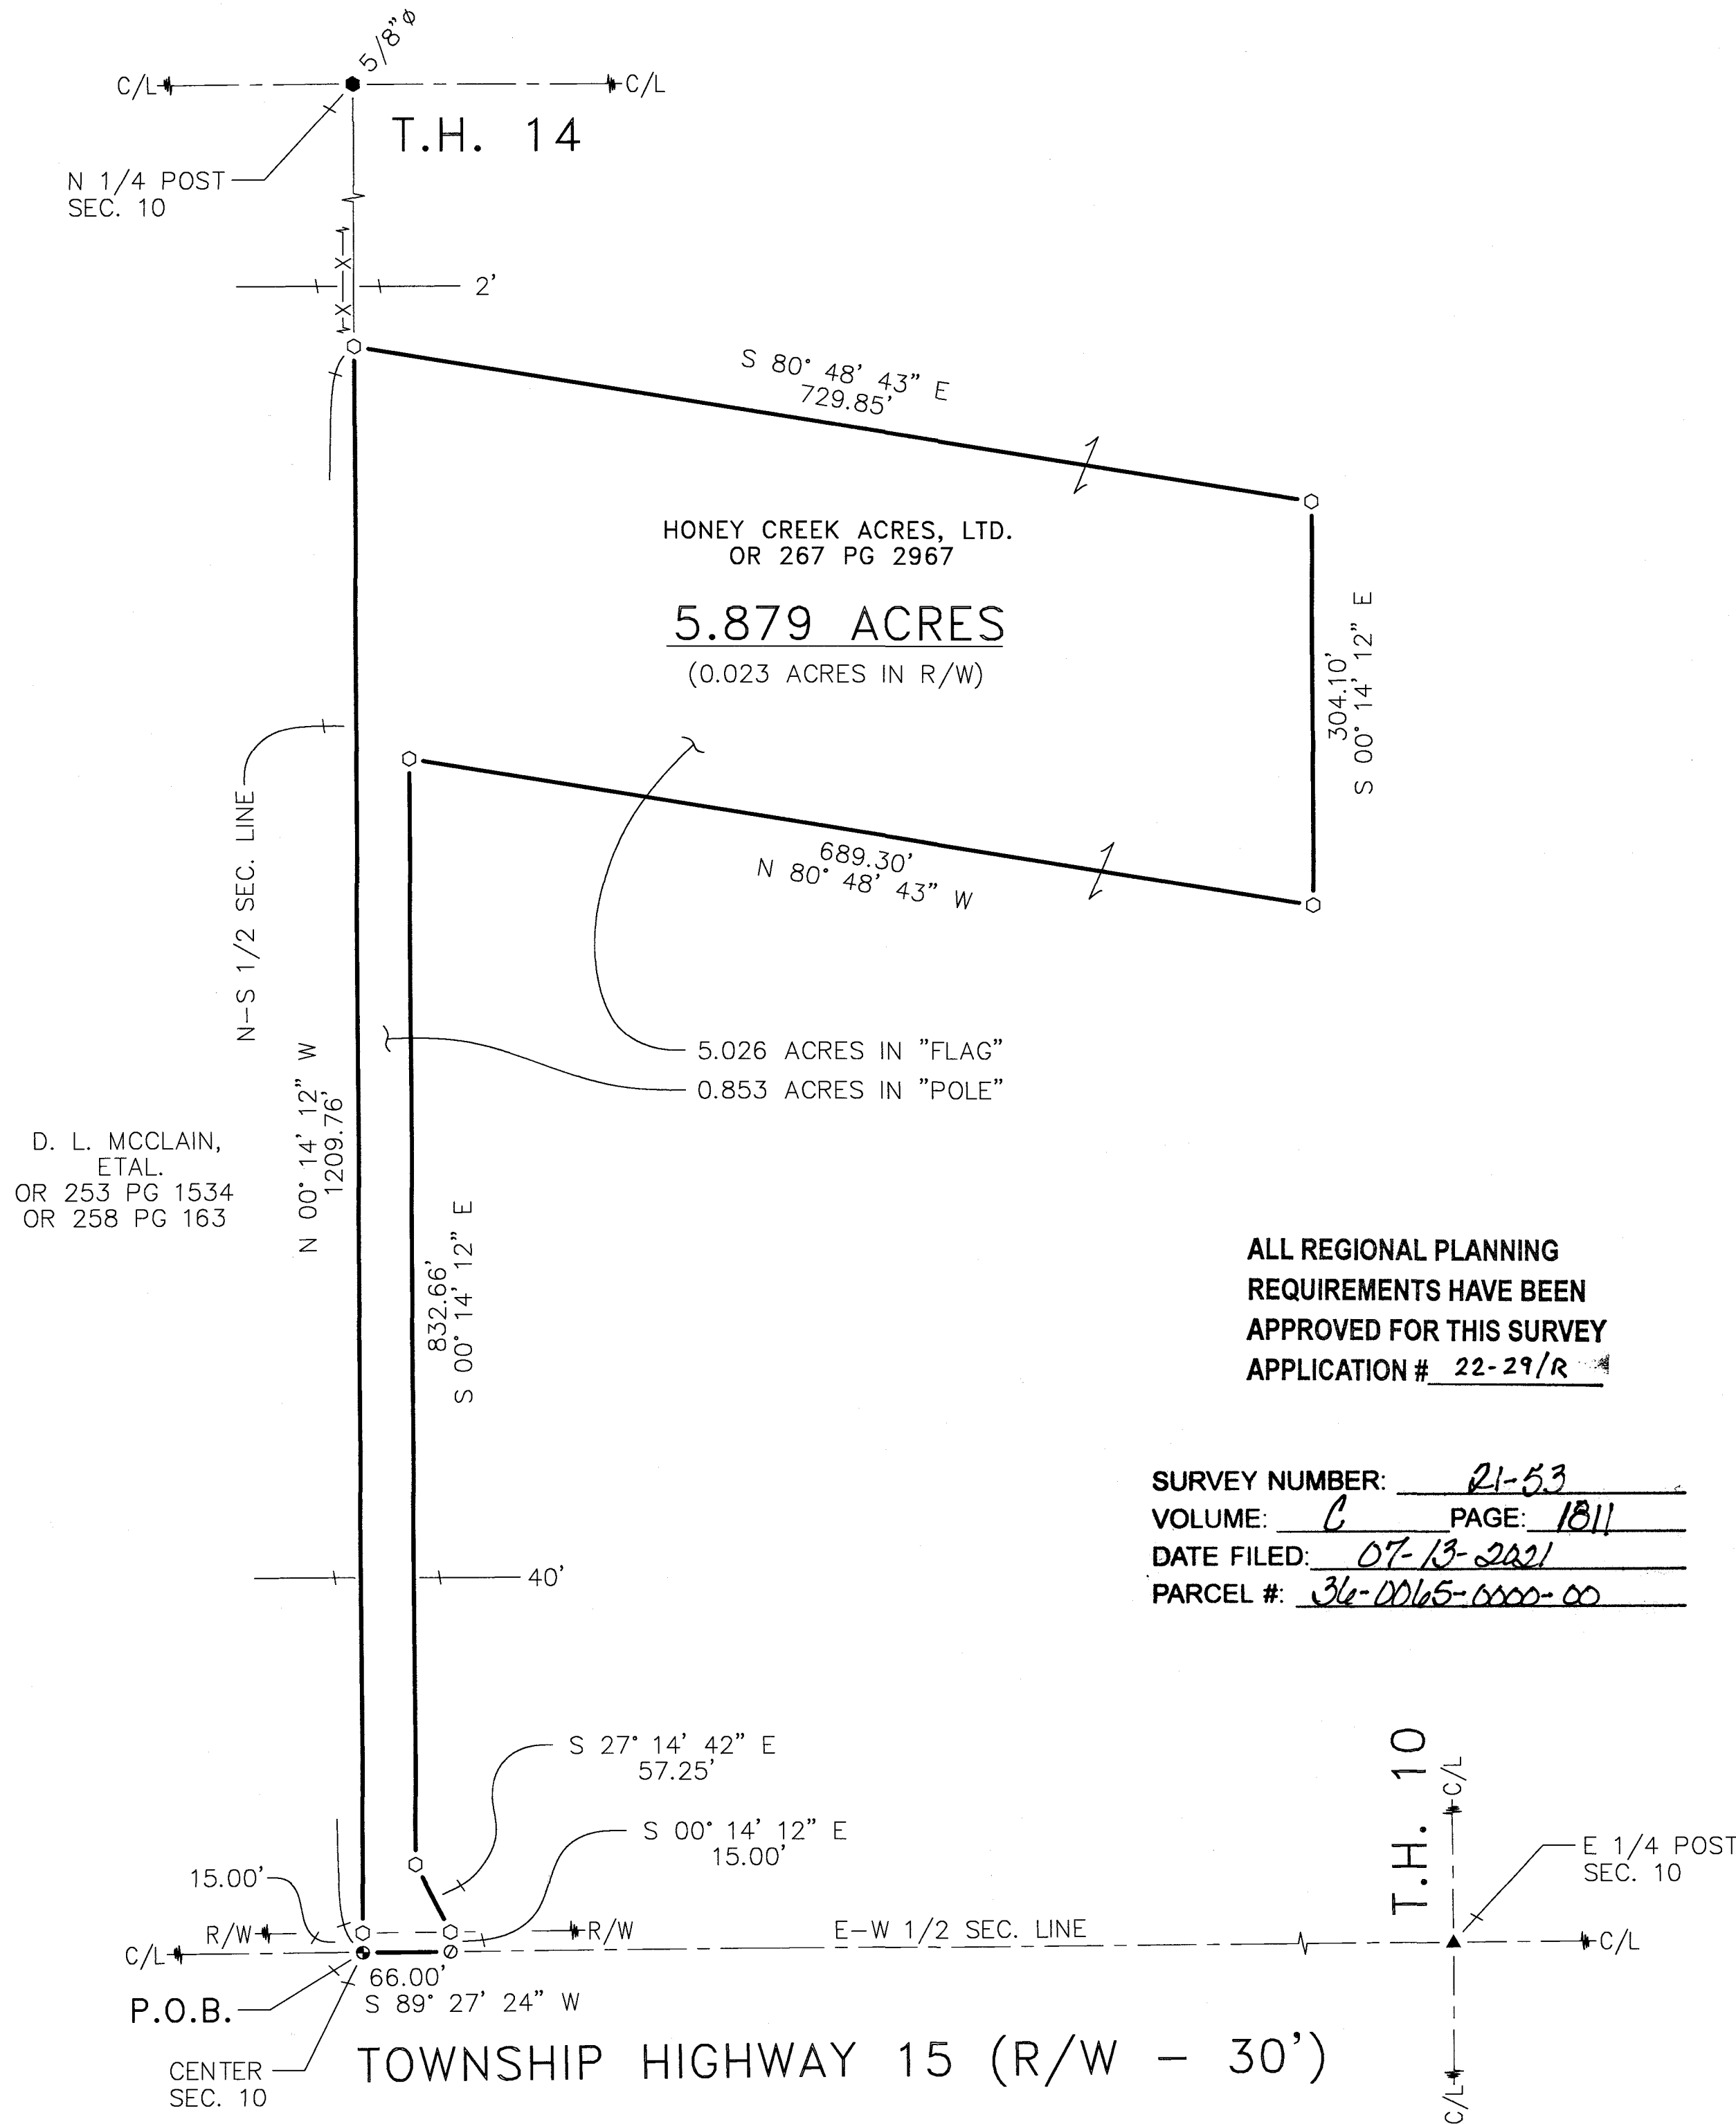 5/8" ø
C/L
C/L
T.H. 14
N 1/4 POST
SEC. 10
X
X
2'
S 80° 48' 43" E
729.85'
HONEY CREEK ACRES, LTD.
OR 267 PG 2967
5.879 ACRES
(0.023 ACRES IN R/W)
304.10'
S 00° 14' 12" E
689.30'
N 80° 48' 43" W
N-S 1/2 SEC. LINE
5.026 ACRES IN "FLAG"
0.853 ACRES IN "POLE"
N 00° 14' 12" W
1209.76'
D. L. MCCLAIN,
ETAL.
OR 253 PG 1534
OR 258 PG 163
832.66'
S 00° 14' 12" E
ALL REGIONAL PLANNING
REQUIREMENTS HAVE BEEN
APPROVED FOR THIS SURVEY
APPLICATION # 22-29/R
SURVEY NUMBER: 21-53
VOLUME: C PAGE: 1811
DATE FILED: 07-13-2021
PARCEL #: 36-0065-0000-00
40'
S 27° 14' 42" E
57.25'
S 00° 14' 12" E
15.00'
15.00'
T.H. 10
C/L
E 1/4 POST
SEC. 10
R/W
R/W
C/L
E-W 1/2 SEC. LINE
C/L
66.00'
S 89° 27' 24" W
P.O.B.
CENTER
SEC. 10
TOWNSHIP HIGHWAY 15 (R/W - 30')
C/L